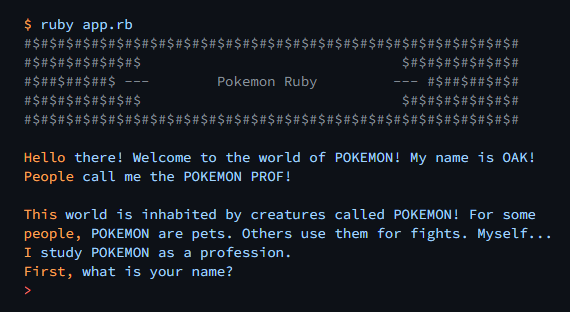 $ ruby app.rb
#$#$#$#$#$#$#$#$#$#$#$#$#$#$#$#$#$#$#$#$#$#$#$#$#$#$#$#$#$#
#$#$#$#$#$#$#$ $#$#$#$#$#$#$#
#$##$##$##$ --- Pokemon Ruby --- #$##$##$#$#
#$#$#$#$#$#$#$ $#$#$#$#$#$#$#
#$#$#$#$#$#$#$#$#$#$#$#$#$#$#$#$#$#$#$#$#$#$#$#$#$#$#$#$#$#
Hello there! Welcome to the world of POKEMON! My name is OAK!
People call me the POKEMON PROF!
This world is inhabited by creatures called POKEMON! For some
people, POKEMON are pets. Others use them for fights. Myself...
I study POKEMON as a profession.
First, what is your name?
>